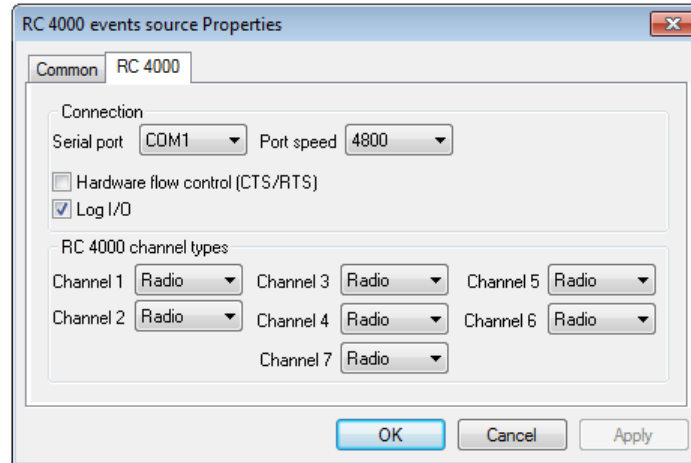 RC 4000 events source Properties
Common RC 4000
Connection
Serial port COM1 Port speed 4800
Hardware flow control (CTS/RTS)
Log I/O
RC 4000 channel types
Channel 1 Radio Channel 3 Radio Channel 5 Radio
Channel 2 Radio Channel 4 Radio Channel 6 Radio
Channel 7 Radio
OK Cancel Apply